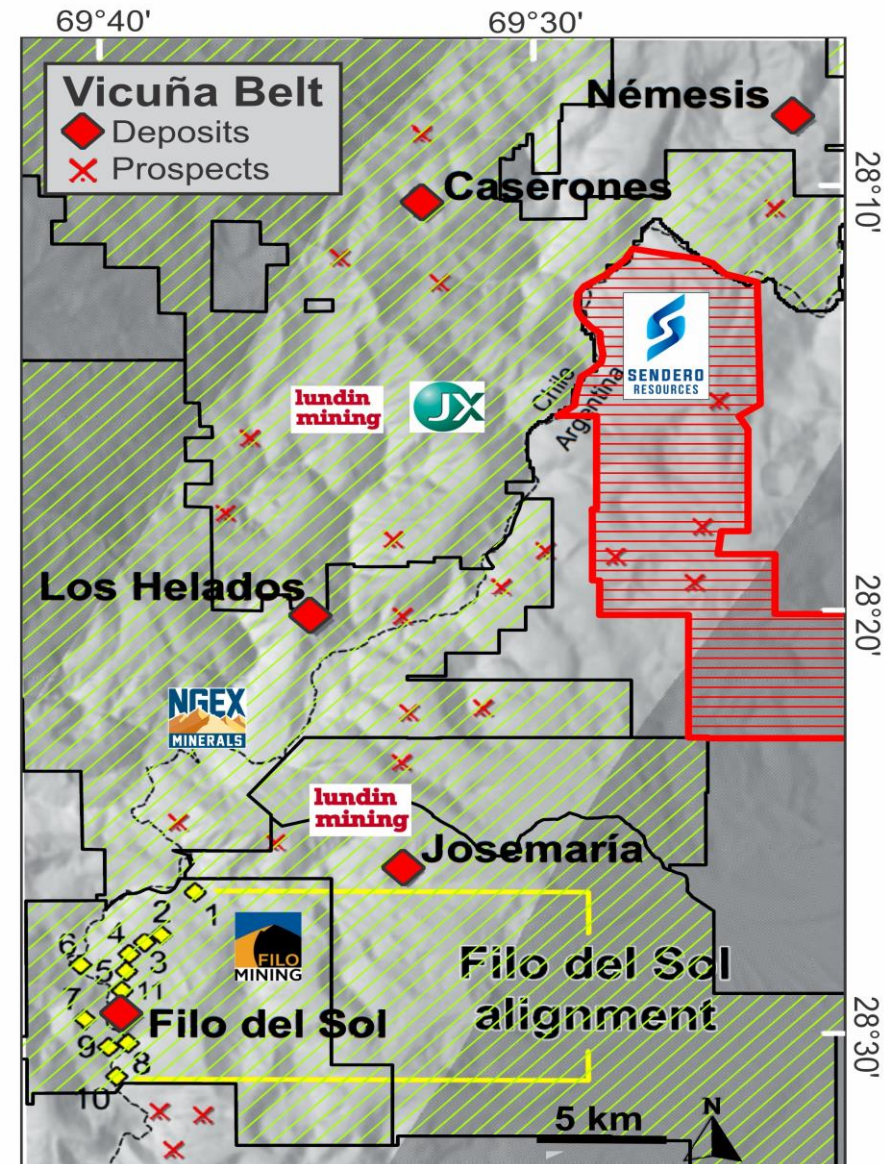 69°40'
69°30'
Vicuña Belt
Deposits
Prospects
Némesis
28°10'
Caserones
SENDERO
RESOURCES
Chile
Argentina
lundin
mining
JX
Los Helados
28°20'
NGEX
MINERALS
lundin
mining
Josemaría
1
2
3
4
5
6
7
11
FILO
MINING
Filo del Sol
alignment
Filo del Sol
28°30'
9
8
10
5 km
N